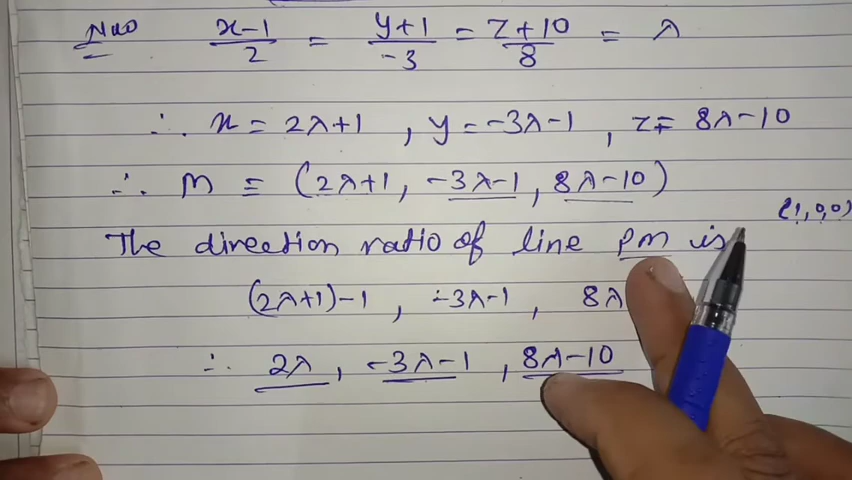 Now x-1/2 = y+1/-3 = z+10/8 = λ
∴ x = 2λ+1 , y = -3λ-1 , z = 8λ-10
∴ M ≡ (2λ+1, -3λ-1, 8λ-10)
(1,0,0)
The direction ratio of line PM is
(2λ+1)-1 , -3λ-1 , 8λ
∴ 2λ , -3λ-1 , 8λ-10